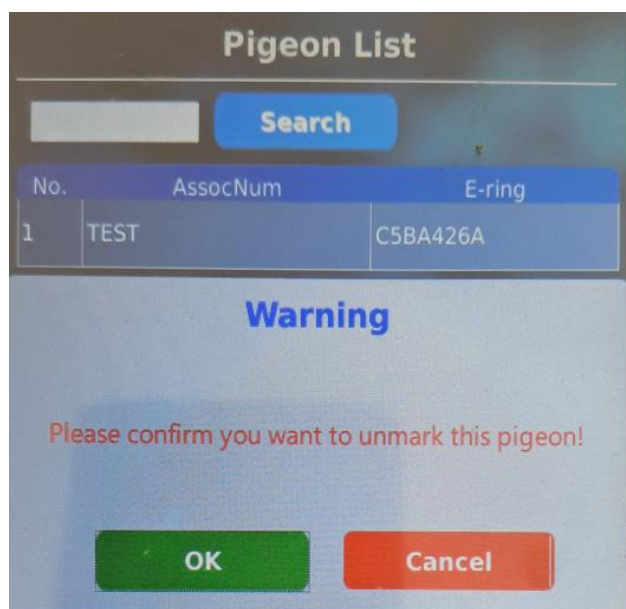 Pigeon List
Search
No. AssocNum E-ring
1 TEST C5BA426A
Warning
Please confirm you want to unmark this pigeon!
OK Cancel